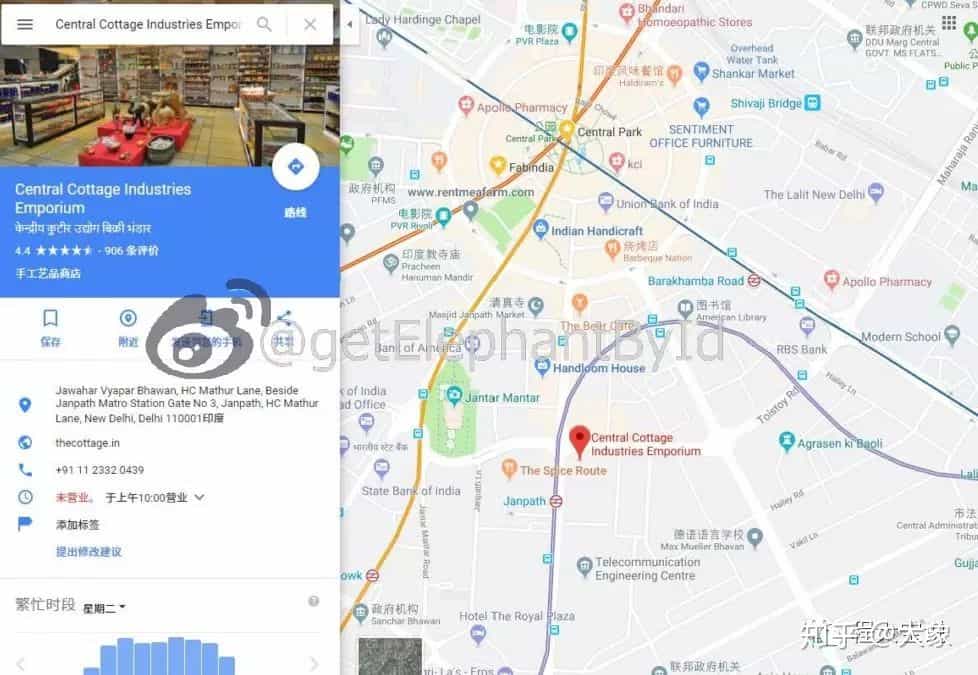 Central Cottage Industries Empor
Central Cottage Industries
Emporium
केन्द्रीय कुटीर उद्योग बिक्री भंडार
4.4 ★★★★★ · 906 条评价
手工艺品商店
路线
保存
附近
共享
@getElephantById
Jawahar Vyapar Bhawan, HC Mathur Lane, Beside
Janpath Matro Station Gate No 3, Janpath, HC Mathur
Lane, New Delhi, Delhi 110001印度
thecottage.in
+91 11 2332 0439
未营业。 于上午10:00营业
添加标签
提出修改建议
繁忙时段 星期二
Lady Hardinge Chapel
电影院
PVR Plaza
Bhandari
Homoeopathic Stores
联邦政府机关
DDU Marg Central
GOVT. MS FLATS...
CPWD Seva S
Public P
Overhead
Water Tank
印度风味餐馆
Haldiram's
Shankar Market
Apollo Pharmacy
Shivaji Bridge
Central Park
Central Park
SENTIMENT
OFFICE FURNITURE
Babar Rd
Maharaja Ra
Fabindia
kci
政府机构
PFMS
www.rentmeafarm.com
The Lalit New Delhi
Union Bank of India
电影院
PVR Rivoli
Indian Handicraft
烧烤店
Barbeque Nation
印度教寺庙
Pracheen
Hanuman Mandir
Barakhamba Road
Apollo Pharmacy
清真寺
Masjid Janpath Market
图书馆
American Library
The Beer Cafe
RBS Bank
Modern School
Bank of America
Handloom House
Hailey Ln
Tolstoy Rd
k of India
ad Office
Jantar Mantar
Central Cottage
Industries Emporium
Agrasen ki Baoli
State Bank of India
The Spice Route
Lali
Janpath
Hailey Rd
Jantar Mantar Road
Vakil Ln
市法
Central Administra
Tribu
德语语言学校
Max Mueller Bhavan
Telecommunication
Engineering Centre
Gujja
owk
政府机构
Sanchar Bhawan
Hotel The Royal Plaza
联邦政府机关
知乎 @大象